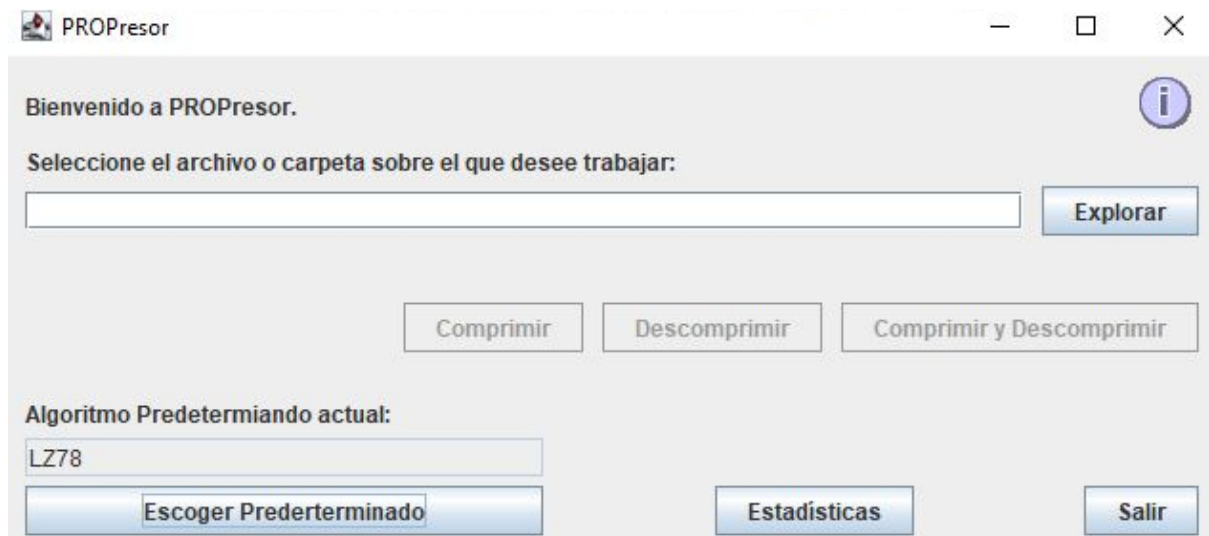 PROPresor
Bienvenido a PROPresor.
i
Seleccione el archivo o carpeta sobre el que desee trabajar:
Explorar
Comprimir Descomprimir Comprimir y Descomprimir
Algoritmo Predetermiando actual:
LZ78
Escoger Prederterminado Estadísticas Salir